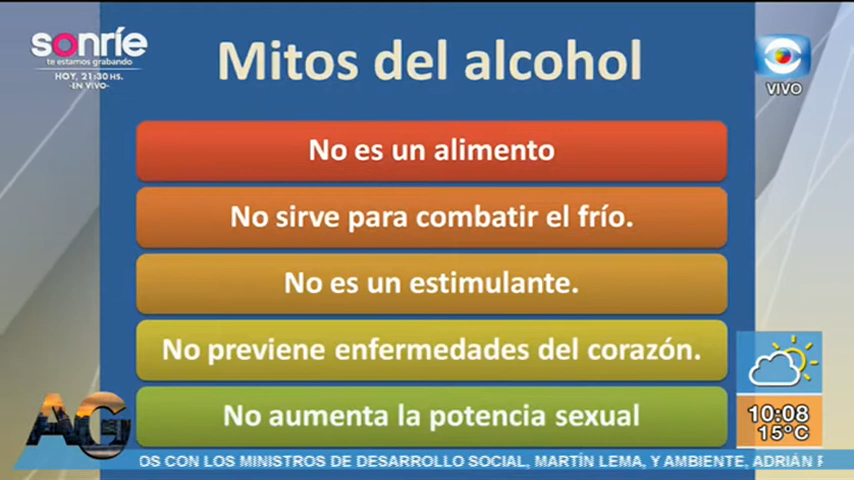 sonríe
te estamos grabando
HOY, 21:30 HS.
-EN VIVO-
Mitos del alcohol
VIVO
No es un alimento
No sirve para combatir el frío.
No es un estimulante.
No previene enfermedades del corazón.
No aumenta la potencia sexual
10:08
15°C
AG
OS CON LOS MINISTROS DE DESARROLLO SOCIAL, MARTÍN LEMA, Y AMBIENTE, ADRIÁN